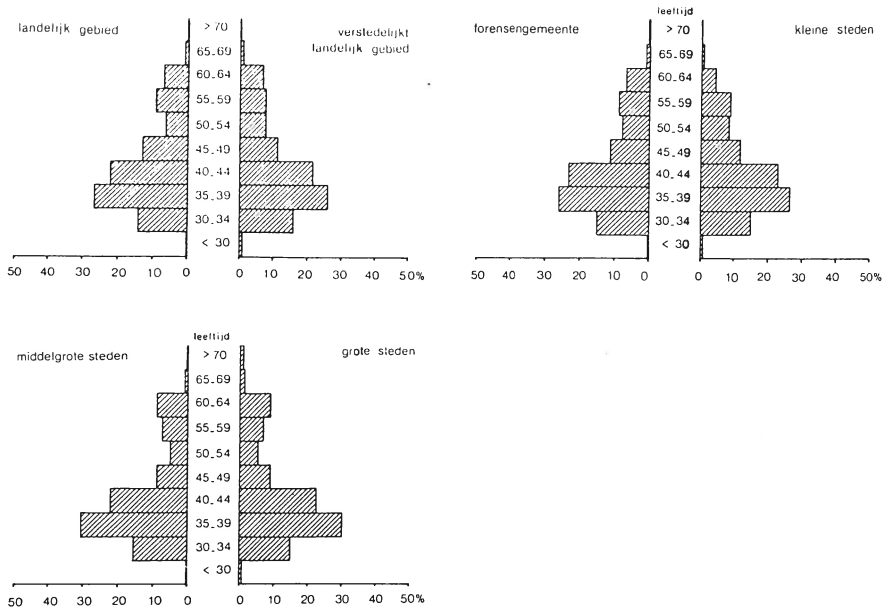 landelijk gebied
> 70
verstedelijkt
landelijk gebied
65-69
60-64
55-59
50-54
45-49
40-44
35-39
30-34
< 30
50 40 30 20 10 0
0 10 20 30 40 50%
forensengemeente
leeftijd
> 70
kleine steden
65-69
60-64
55-59
50-54
45-49
40-44
35-39
30-34
< 30
50 40 30 20 10 0
0 10 20 30 40 50%
middelgrote steden
leeftijd
> 70
grote steden
65-69
60-64
55-59
50-54
45-49
40-44
35-39
30-34
< 30
50 40 30 20 10 0
0 10 20 30 40 50%